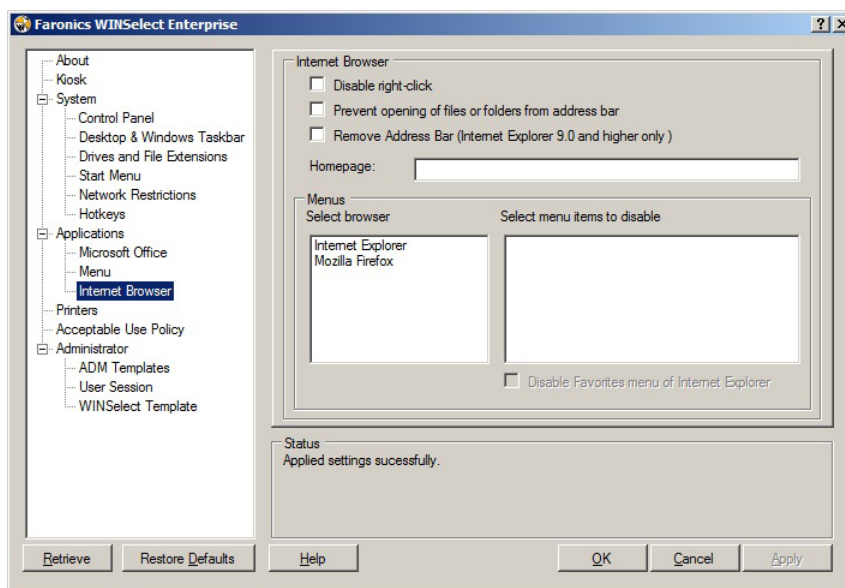 Faronics WINSelect Enterprise
About
Kiosk
System
Control Panel
Desktop & Windows Taskbar
Drives and File Extensions
Start Menu
Network Restrictions
Hotkeys
Applications
Microsoft Office
Menu
Internet Browser
Printers
Acceptable Use Policy
Administrator
ADM Templates
User Session
WINSelect Template
Internet Browser
Disable right-click
Prevent opening of files or folders from address bar
Remove Address Bar (Internet Explorer 9.0 and higher only )
Homepage:
Menus
Select browser
Select menu items to disable
Internet Explorer
Mozilla Firefox
Disable Favorites menu of Internet Explorer
Status
Applied settings sucessfully.
Retrieve
Restore Defaults
Help
OK
Cancel
Apply